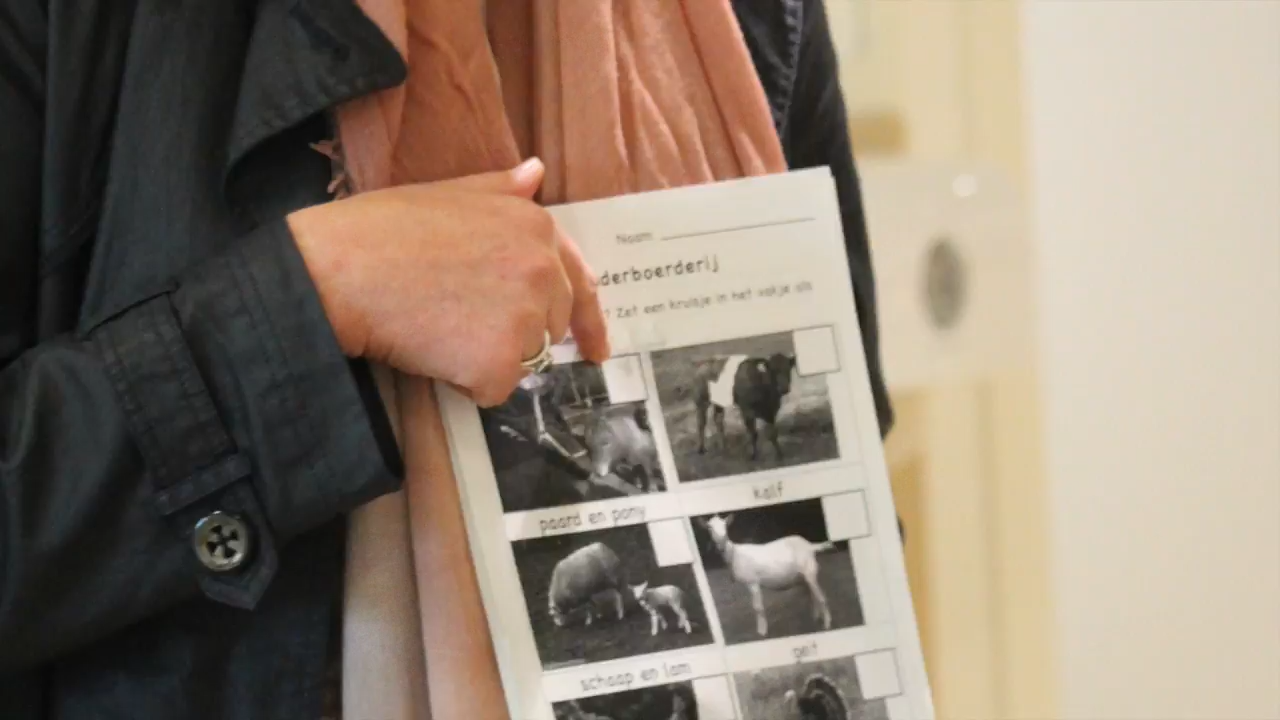 Naam
derboerderij
? Zet een kruisje in het vakje als
kalf
paard en pony
geit
schaap en lam